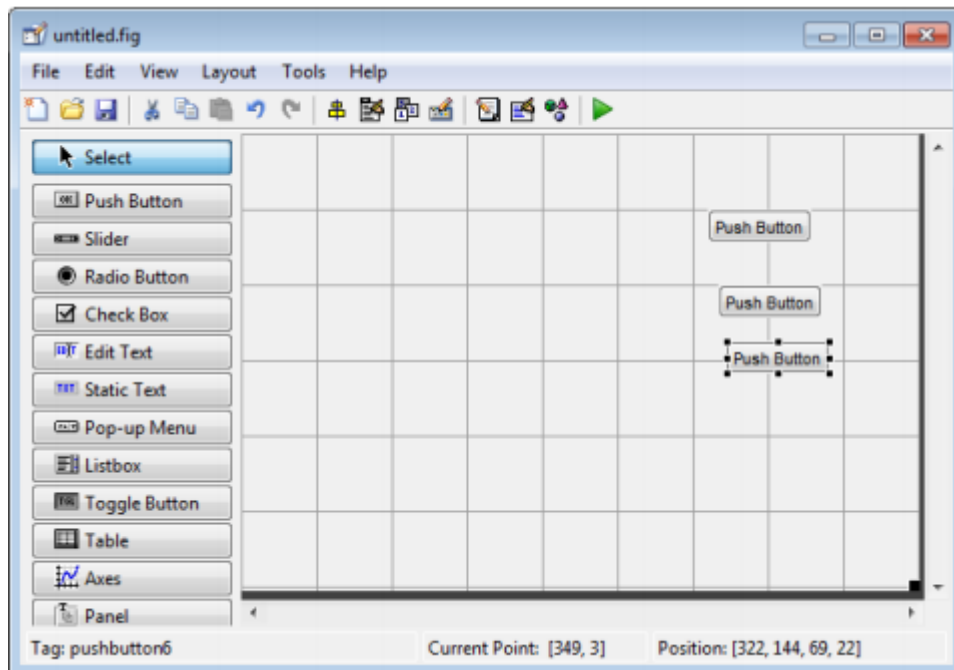 untitled.fig
File Edit View Layout Tools Help
Select
Push Button
Slider
Radio Button
Check Box
Edit Text
Static Text
Pop-up Menu
Listbox
Toggle Button
Table
Axes
Panel
Push Button
Push Button
Push Button
Tag: pushbutton6 Current Point: [349, 3] Position: [322, 144, 69, 22]